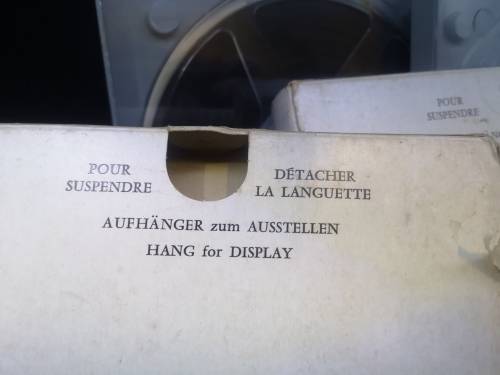 POUR DÉTACHER
SUSPENDRE LA LANGUETTE
AUFHÄNGER zum AUSSTELLEN
HANG for DISPLAY
POUR
SUSPENDRE